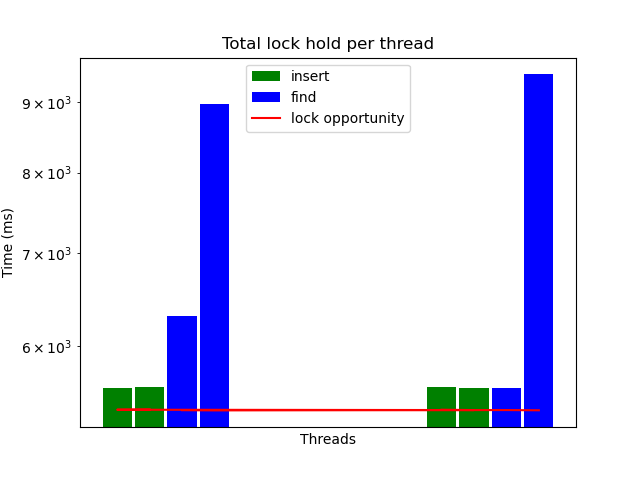 Total lock hold per thread
insert
find
lock opportunity
9 × 10³
8 × 10³
7 × 10³
6 × 10³
Time (ms)
Threads